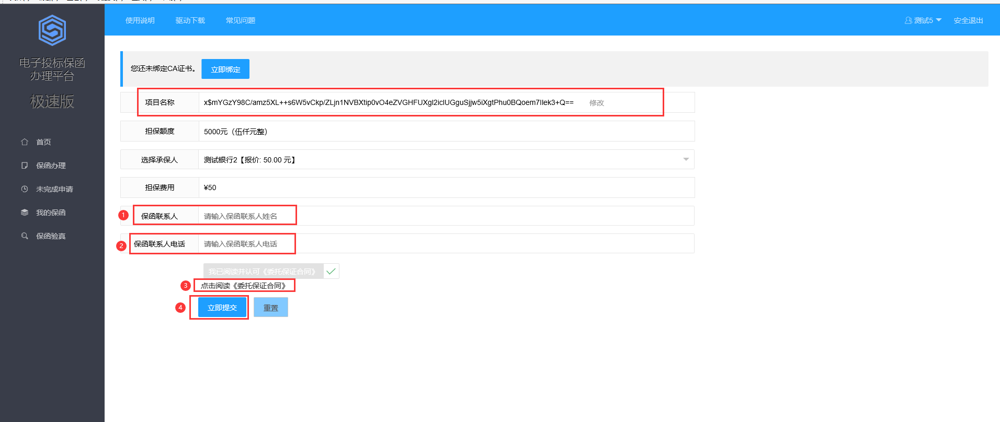 使用说明 驱动下载 常见问题 测试5 安全退出
电子投标保函
办理平台
极速版
首页
保函办理
未完成申请
我的保函
保函验真
您还未绑定CA证书。 立即绑定
项目名称 x$mYGzY98C/amz5XL++s6W5vCkp/ZLjn1NVBXtip0vO4eZVGHFUXgl2iclUGguSjjw5iXgtPhu0BQoem7IIek3+Q== 修改
担保额度 5000元（伍仟元整）
选择承保人 测试银行2【报价: 50.00 元】
担保费用 ¥50
1 保函联系人 请输入保函联系人姓名
2 保函联系人电话 请输入保函联系人电话
我已阅读并认可《委托保证合同》
3 点击阅读《委托保证合同》
4 立即提交 重置